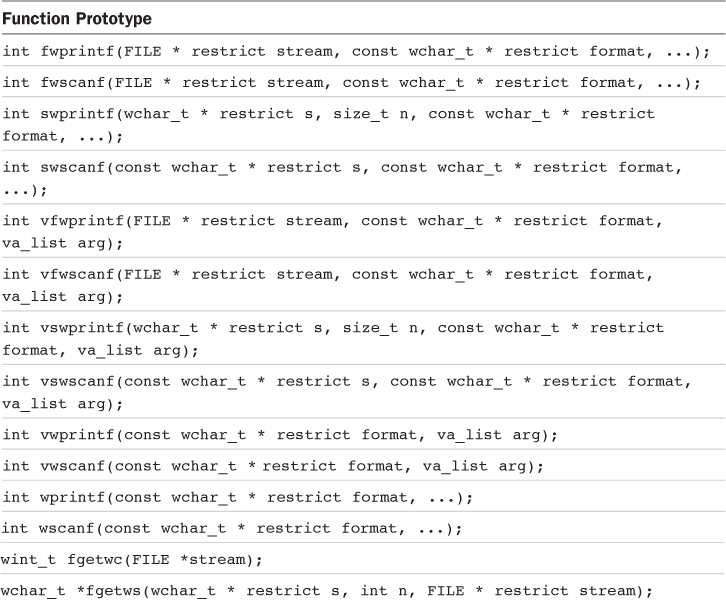 Function Prototype
int fwprintf(FILE * restrict stream, const wchar_t * restrict format, ...);
int fwscanf(FILE * restrict stream, const wchar_t * restrict format, ...);
int swprintf(wchar_t * restrict s, size_t n, const wchar_t * restrict
format, ...);
int swscanf(const wchar_t * restrict s, const wchar_t * restrict format,
...);
int vfwprintf(FILE * restrict stream, const wchar_t * restrict format,
va_list arg);
int vfwscanf(FILE * restrict stream, const wchar_t * restrict format,
va_list arg);
int vswprintf(wchar_t * restrict s, size_t n, const wchar_t * restrict
format, va_list arg);
int vswscanf(const wchar_t * restrict s, const wchar_t * restrict format,
va_list arg);
int vwprintf(const wchar_t * restrict format, va_list arg);
int vwscanf(const wchar_t * restrict format, va_list arg);
int wprintf(const wchar_t * restrict format, ...);
int wscanf(const wchar_t * restrict format, ...);
wint_t fgetwc(FILE *stream);
wchar_t *fgetws(wchar_t * restrict s, int n, FILE * restrict stream);